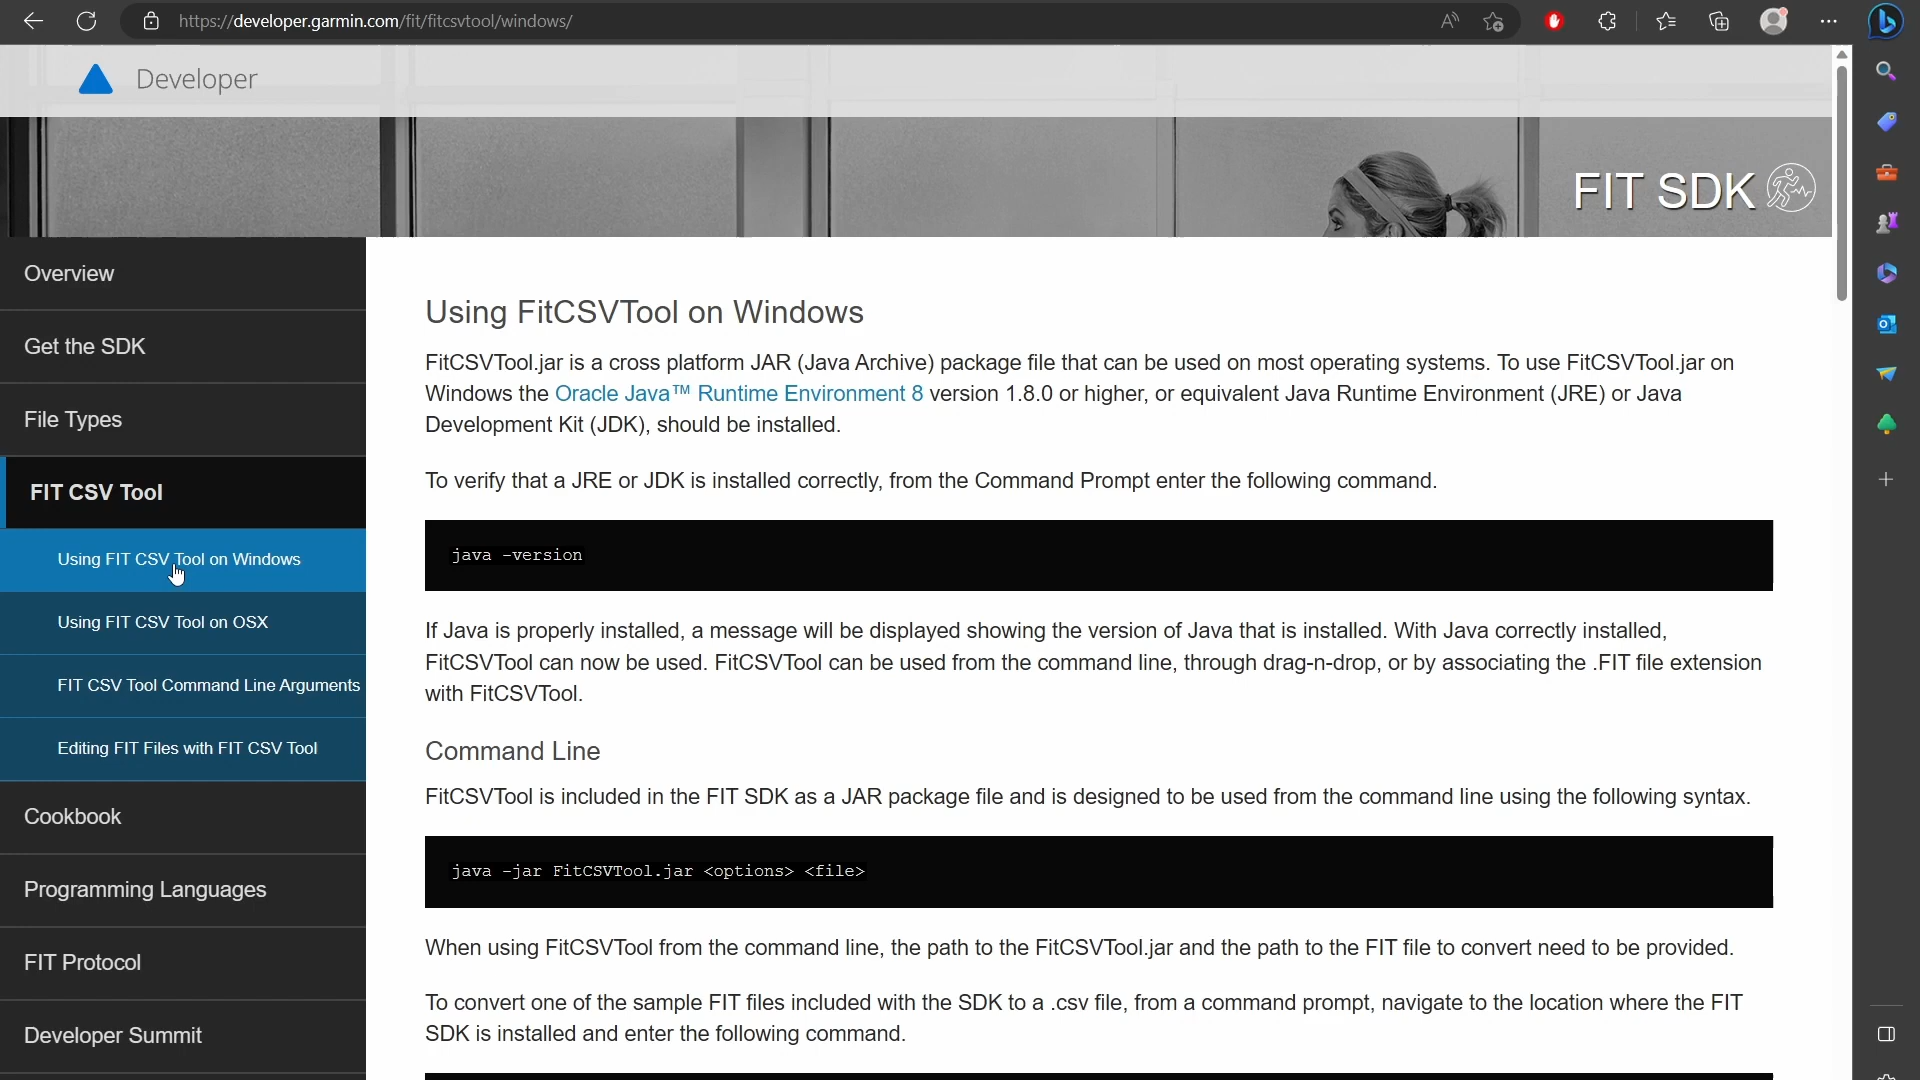 https://developer.garmin.com/fit/fitcsvtool/windows/
Developer
FIT SDK
Overview
Get the SDK
File Types
FIT CSV Tool
Using FIT CSV Tool on Windows
Using FIT CSV Tool on OSX
FIT CSV Tool Command Line Arguments
Editing FIT Files with FIT CSV Tool
Cookbook
Programming Languages
FIT Protocol
Developer Summit
Using FitCSVTool on Windows
FitCSVTool.jar is a cross platform JAR (Java Archive) package file that can be used on most operating systems. To use FitCSVTool.jar on
Windows the Oracle Java™ Runtime Environment 8 version 1.8.0 or higher, or equivalent Java Runtime Environment (JRE) or Java
Development Kit (JDK), should be installed.
To verify that a JRE or JDK is installed correctly, from the Command Prompt enter the following command.
java -version
If Java is properly installed, a message will be displayed showing the version of Java that is installed. With Java correctly installed,
FitCSVTool can now be used. FitCSVTool can be used from the command line, through drag-n-drop, or by associating the .FIT file extension
with FitCSVTool.
Command Line
FitCSVTool is included in the FIT SDK as a JAR package file and is designed to be used from the command line using the following syntax.
java -jar FitCSVTool.jar <options> <file>
When using FitCSVTool from the command line, the path to the FitCSVTool.jar and the path to the FIT file to convert need to be provided.
To convert one of the sample FIT files included with the SDK to a .csv file, from a command prompt, navigate to the location where the FIT
SDK is installed and enter the following command.